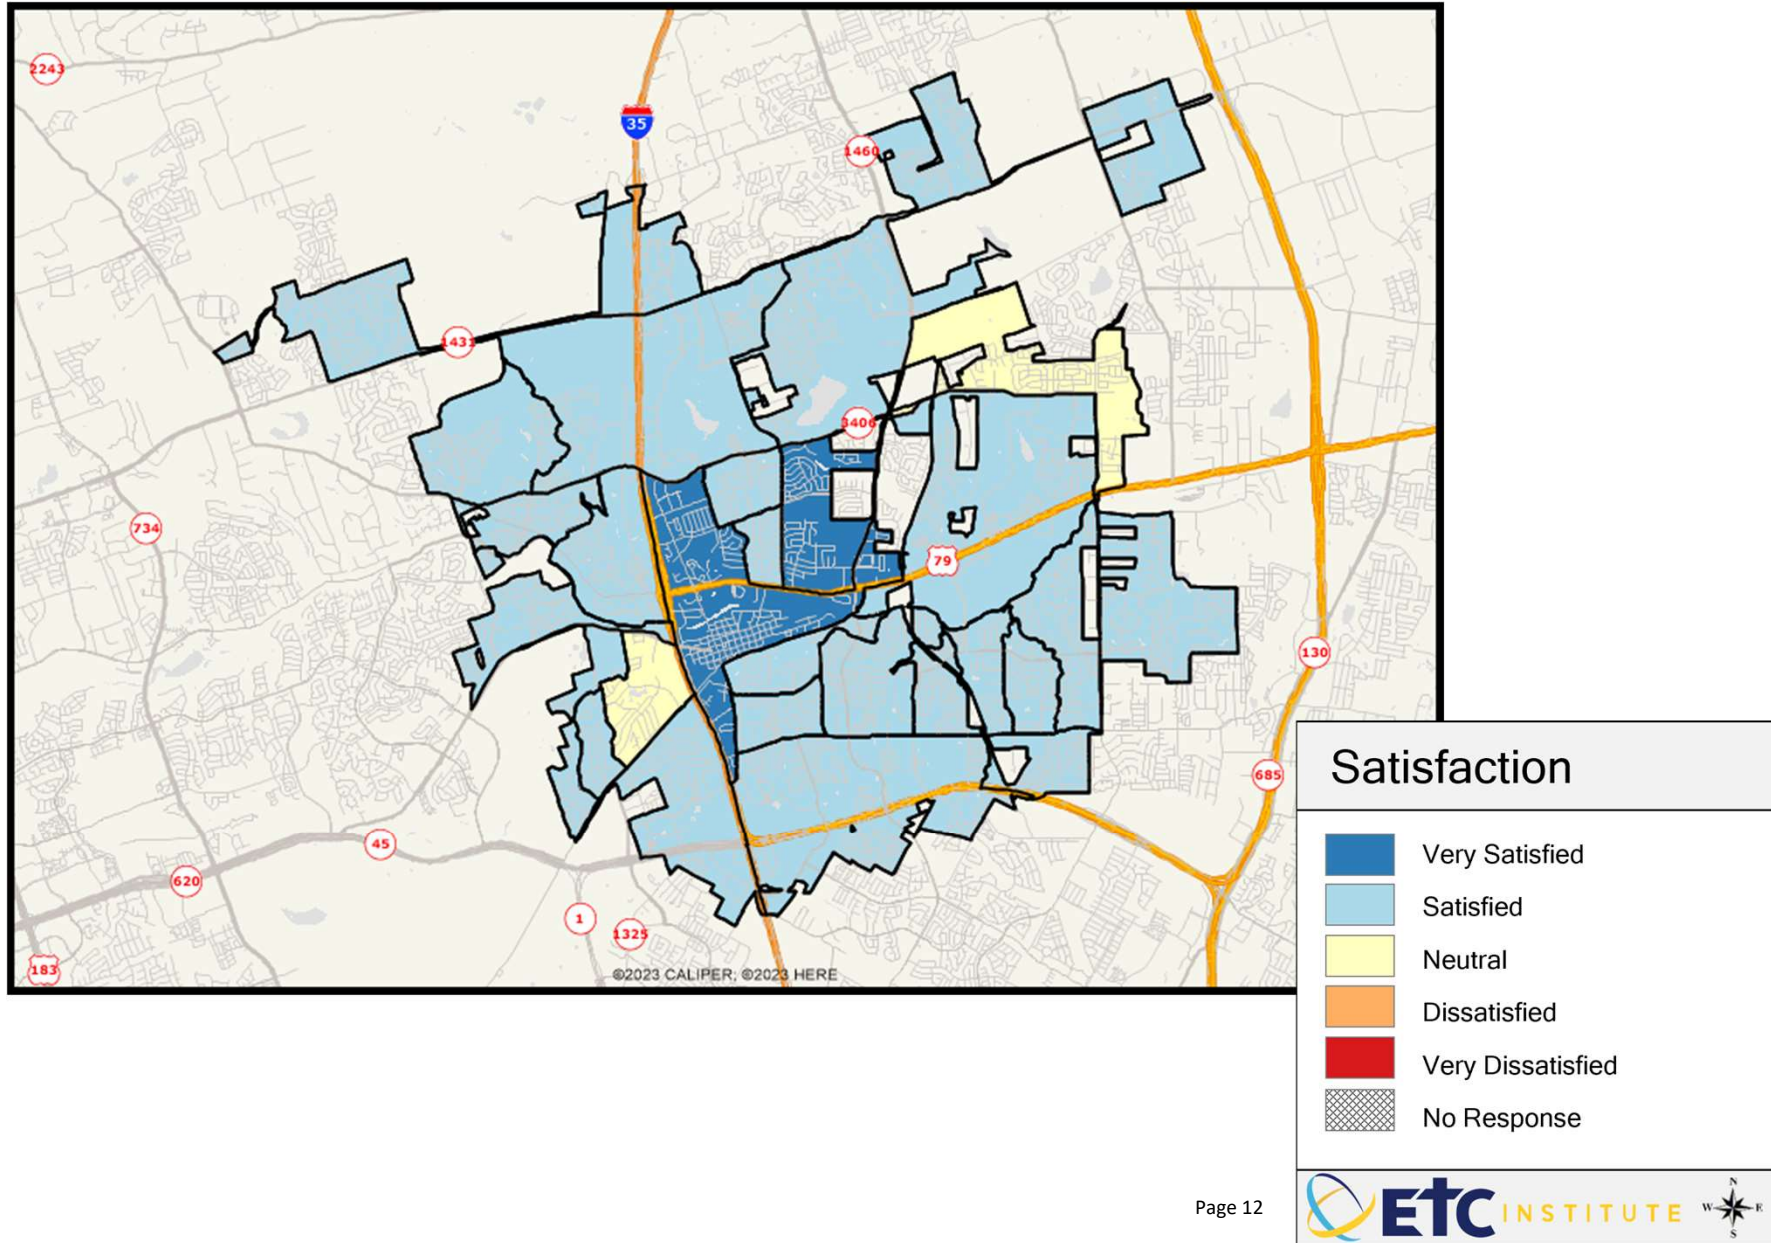 2243
35
1460
1431
3406
734
79
130
685
45
620
1
1325
183
©2023 CALIPER; ©2023 HERE
Satisfaction
Very Satisfied
Satisfied
Neutral
Dissatisfied
Very Dissatisfied
No Response
Page 12
ETC INSTITUTE
N
W E
S